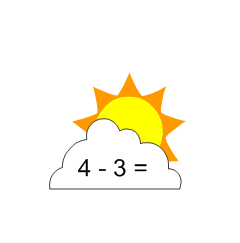 4 - 3 =